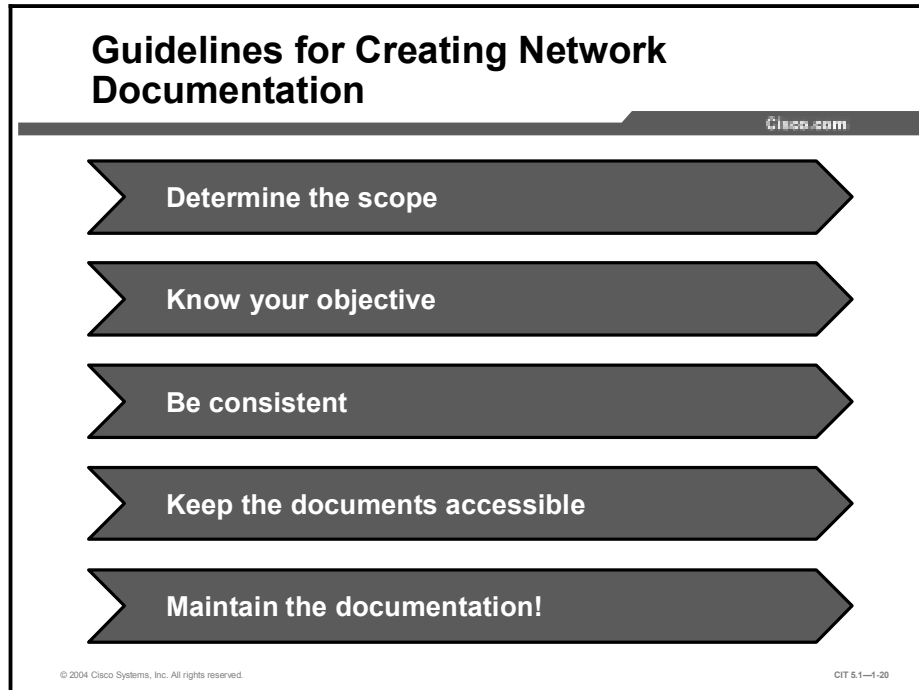 Guidelines for Creating Network
Documentation
Cisco.com
Determine the scope
Know your objective
Be consistent
Keep the documents accessible
Maintain the documentation!
© 2004 Cisco Systems, Inc. All rights reserved.
CIT 5.1—1-20